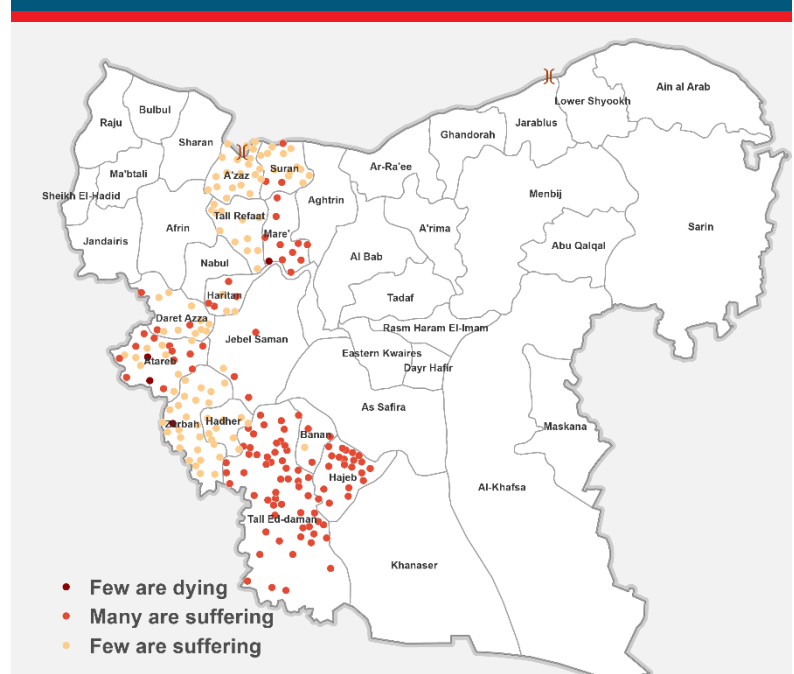 Ain al Arab
Lower Shyookh
Bulbul
Raju
Jarablus
Ghandorah
Sharan
Ar-Ra'ee
Suran
A'zaz
Ma'btali
Menbij
Sheikh El-Hadid
Aghtrin
Tall Refaat
Afrin
A'rima
Sarin
Mare'
Jandairis
Abu Qalqal
Al Bab
Nabul
Haritan
Tadaf
Daret Azza
Rasm Haram El-Imam
Jebel Saman
Eastern Kwaires
Atareb
Dayr Hafir
As Safira
Hadher
Zarbah
Maskana
Banan
Hajeb
Al-Khafsa
Tall Ed-daman
Khanaser
Few are dying
Many are suffering
Few are suffering